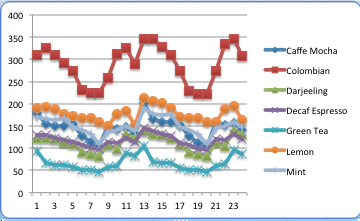 400
350
300
250
200
150
100
50
0
1 3 5 7 9 11 13 15 17 19 21 23
Caffe Mocha
Colombian
Darjeeling
Decaf Espresso
Green Tea
Lemon
Mint